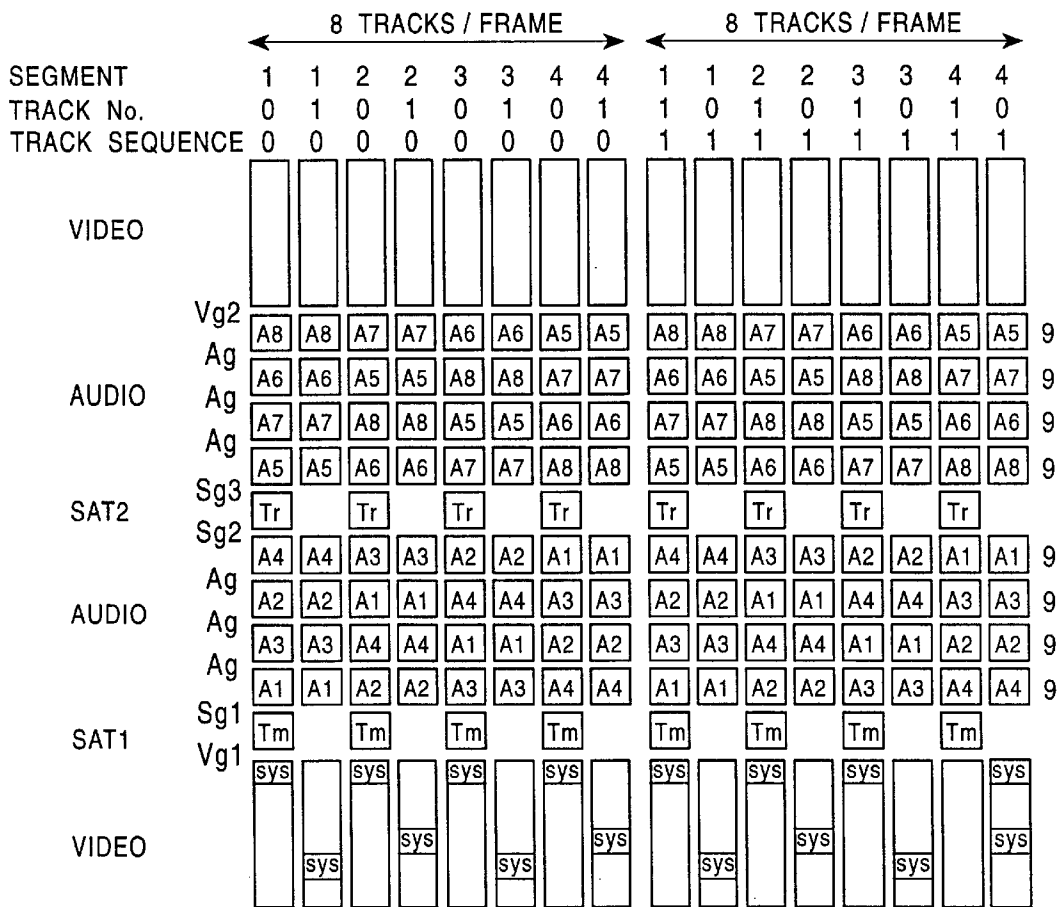 8 TRACKS / FRAME 8 TRACKS / FRAME
SEGMENT 1 1 2 2 3 3 4 4 1 1 2 2 3 3 4 4
TRACK No. 0 1 0 1 0 1 0 1 1 0 1 0 1 0 1 0
TRACK SEQUENCE 0 0 0 0 0 0 0 0 1 1 1 1 1 1 1 1
VIDEO
Vg2
A8 A8 A7 A7 A6 A6 A5 A5 A8 A8 A7 A7 A6 A6 A5 A5 9
Ag
A6 A6 A5 A5 A8 A8 A7 A7 A6 A6 A5 A5 A8 A8 A7 A7 9
AUDIO Ag
A7 A7 A8 A8 A5 A5 A6 A6 A7 A7 A8 A8 A5 A5 A6 A6 9
Ag
A5 A5 A6 A6 A7 A7 A8 A8 A5 A5 A6 A6 A7 A7 A8 A8 9
Sg3
SAT2 Tr Tr Tr Tr Tr Tr Tr Tr
Sg2
A4 A4 A3 A3 A2 A2 A1 A1 A4 A4 A3 A3 A2 A2 A1 A1 9
Ag
A2 A2 A1 A1 A4 A4 A3 A3 A2 A2 A1 A1 A4 A4 A3 A3 9
AUDIO Ag
A3 A3 A4 A4 A1 A1 A2 A2 A3 A3 A4 A4 A1 A1 A2 A2 9
Ag
A1 A1 A2 A2 A3 A3 A4 A4 A1 A1 A2 A2 A3 A3 A4 A4 9
Sg1
SAT1 Tm Tm Tm Tm Tm Tm Tm Tm
Vg1
sys sys sys sys sys sys sys sys
VIDEO sys sys sys sys
sys sys sys sys